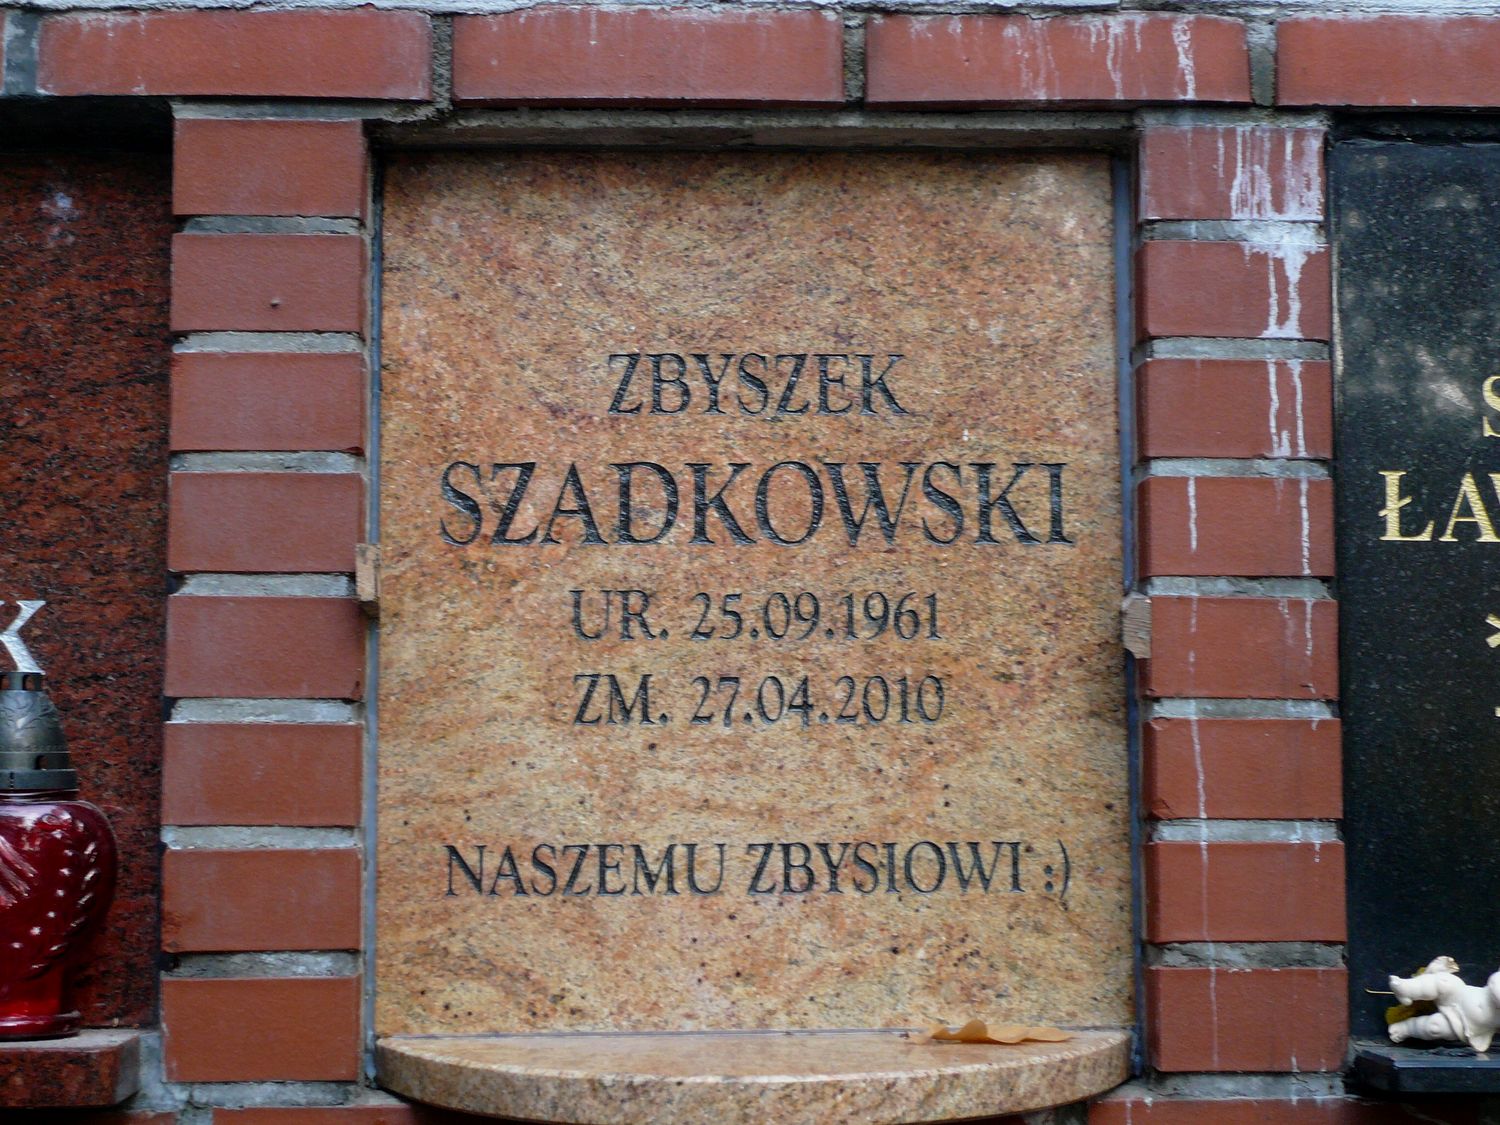 ZBYSZEK
SZADKOWSKI
UR. 25.09.1961
ZM. 27.04.2010
NASZEMU ZBYSIOWI :)